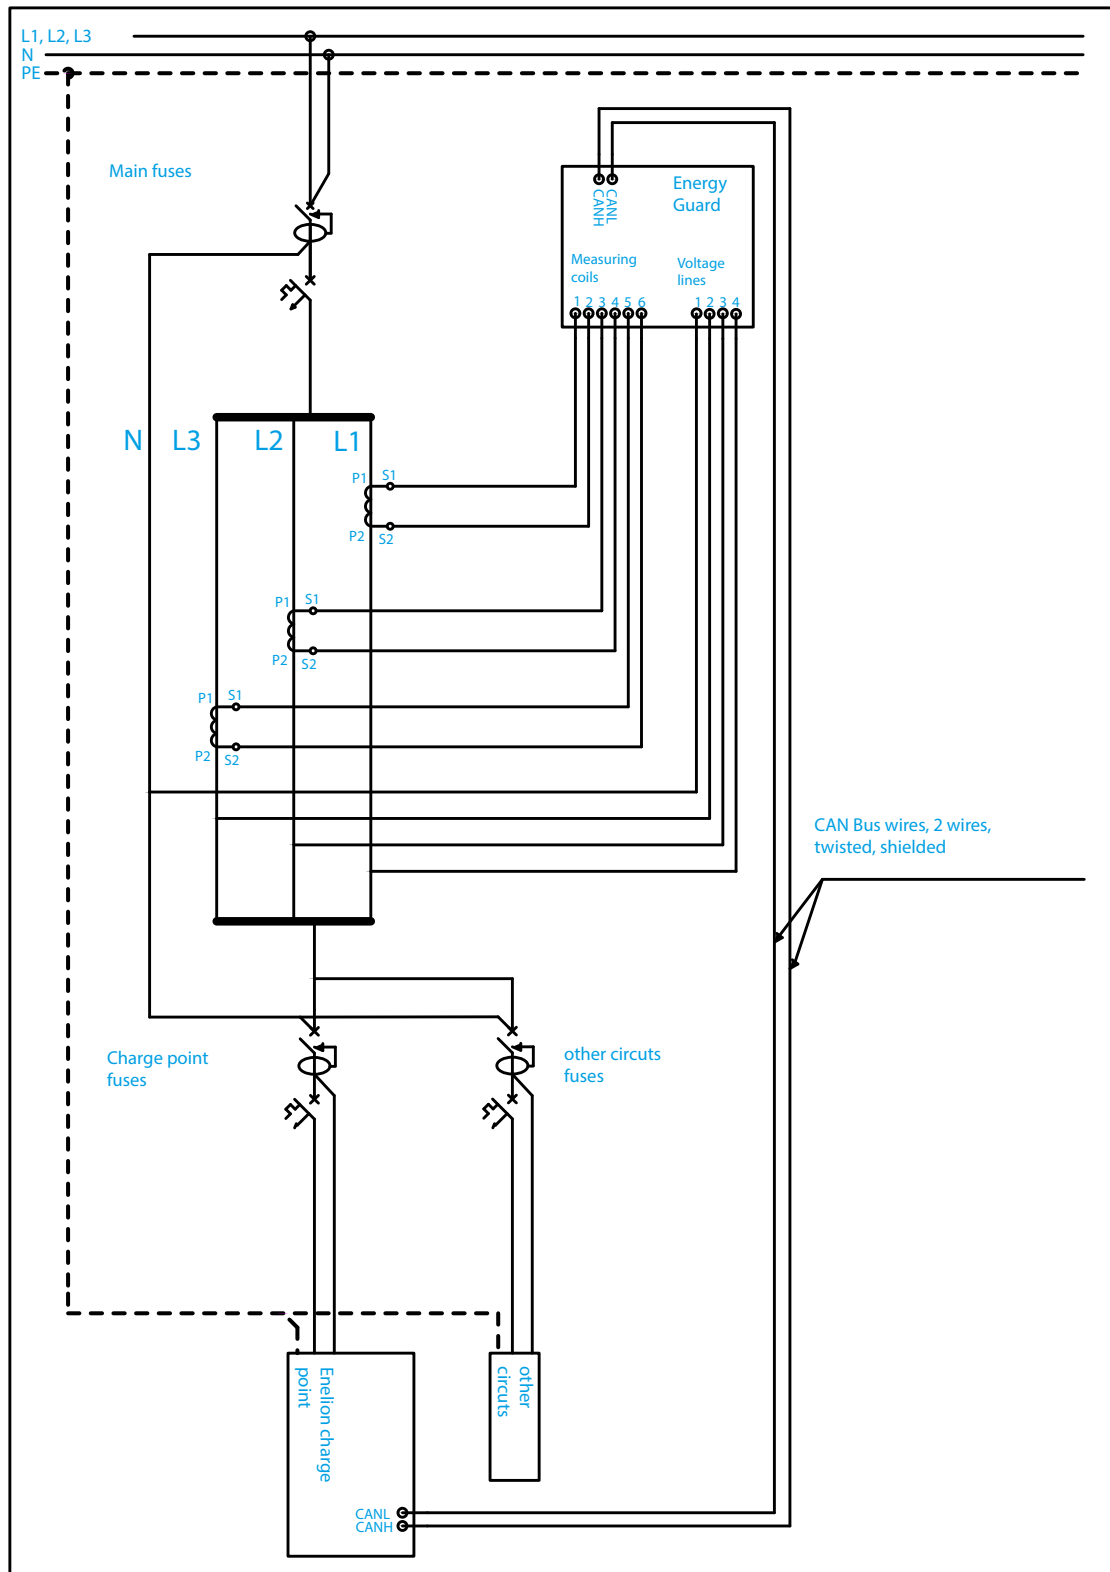 L1, L2, L3
N
PE
Main fuses
Energy
Guard
CANL
CANH
Measuring
coils
Voltage
lines
1 2 3 4 5 6
1 2 3 4
N L3 L2 L1
P1 S1
P2 S2
P1 S1
P2 S2
P1 S1
P2 S2
CAN Bus wires, 2 wires,
twisted, shielded
Charge point
fuses
other circuts
fuses
Enelion charge
point
other
circuts
CANL
CANH